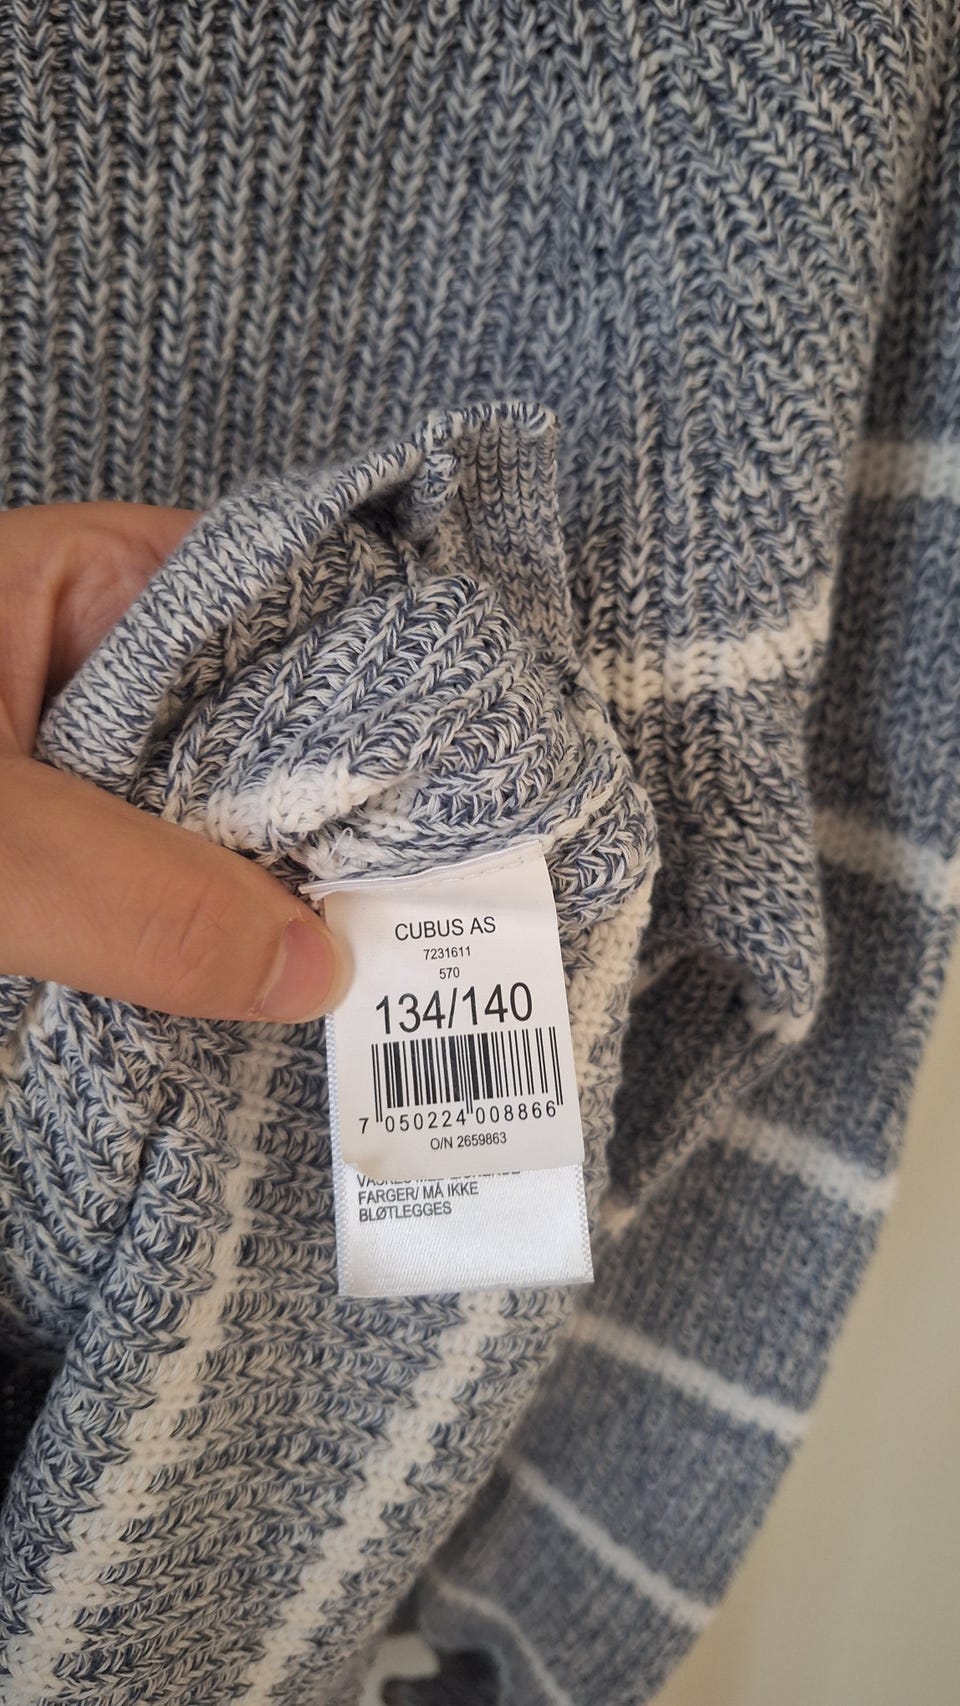 CUBUS AS
7231611
570
134/140
7 050224 008866
O/N 2659863
FARGER/ MÅ IKKE
BLØTLEGGES